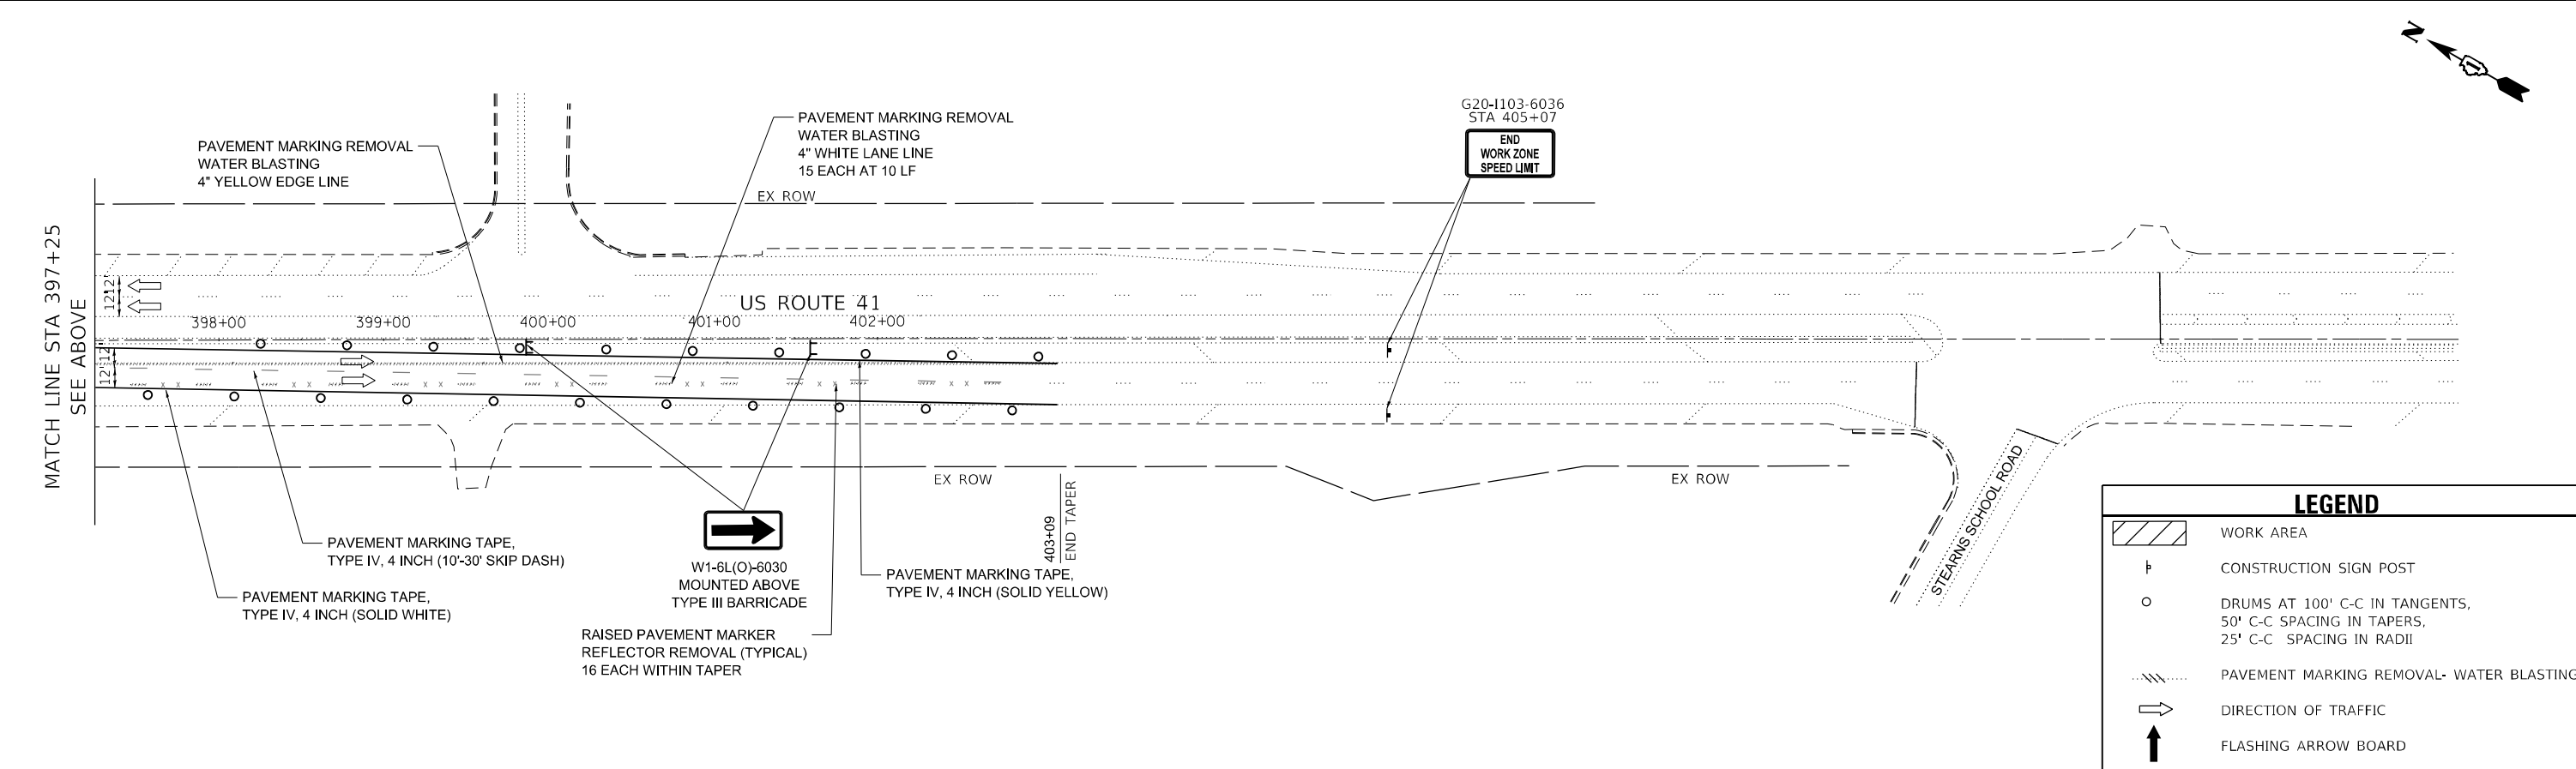 N
G20-I103-6036
STA 405+07
END
WORK ZONE
SPEED LIMIT
PAVEMENT MARKING REMOVAL
WATER BLASTING
4" WHITE LANE LINE
15 EACH AT 10 LF
PAVEMENT MARKING REMOVAL
WATER BLASTING
4" YELLOW EDGE LINE
EX ROW
MATCH LINE STA 397+25
SEE ABOVE
12'
12'
US ROUTE 41
398+00
399+00
400+00
401+00
402+00
12'
12'
EX ROW
EX ROW
403+09
END TAPER
STEARNS SCHOOL ROAD
PAVEMENT MARKING TAPE,
TYPE IV, 4 INCH (10'-30' SKIP DASH)
PAVEMENT MARKING TAPE,
TYPE IV, 4 INCH (SOLID WHITE)
W1-6L(O)-6030
MOUNTED ABOVE
TYPE III BARRICADE
PAVEMENT MARKING TAPE,
TYPE IV, 4 INCH (SOLID YELLOW)
RAISED PAVEMENT MARKER
REFLECTOR REMOVAL (TYPICAL)
16 EACH WITHIN TAPER
LEGEND
WORK AREA
CONSTRUCTION SIGN POST
DRUMS AT 100' C-C IN TANGENTS,
50' C-C SPACING IN TAPERS,
25' C-C SPACING IN RADII
PAVEMENT MARKING REMOVAL- WATER BLASTING
DIRECTION OF TRAFFIC
FLASHING ARROW BOARD